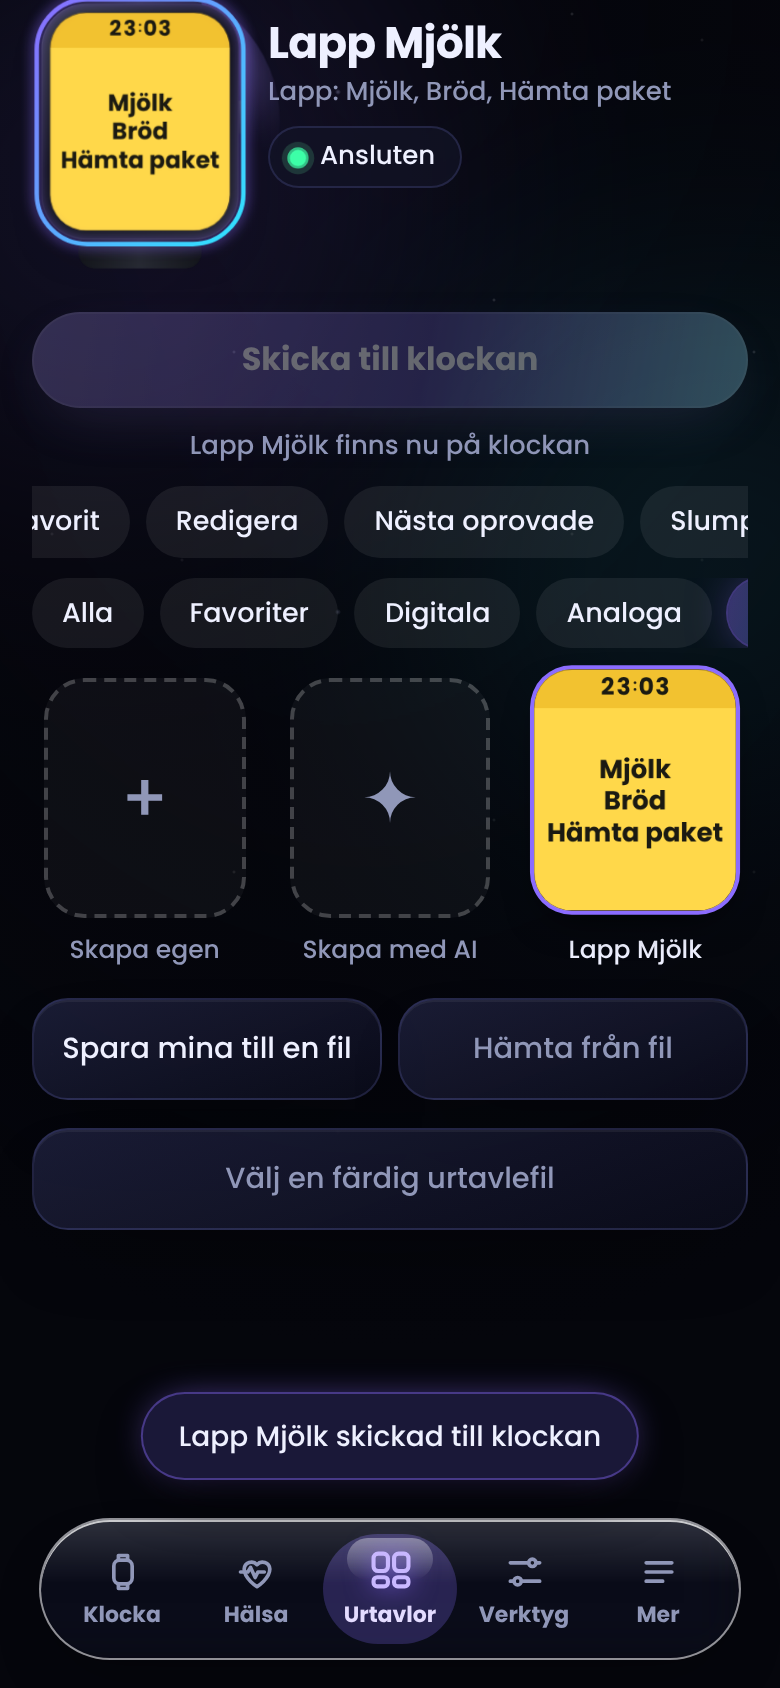 23:03
Mjölk
Bröd
Hämta paket
Lapp Mjölk
Lapp: Mjölk, Bröd, Hämta paket
Ansluten
Skicka till klockan
Lapp Mjölk finns nu på klockan
avorit
Redigera
Nästa oprovade
Slump
Alla
Favoriter
Digitala
Analoga
23:03
Mjölk
Bröd
Hämta paket
Skapa egen
Skapa med AI
Lapp Mjölk
Spara mina till en fil
Hämta från fil
Välj en färdig urtavlefil
Lapp Mjölk skickad till klockan
Klocka
Hälsa
Urtavlor
Verktyg
Mer